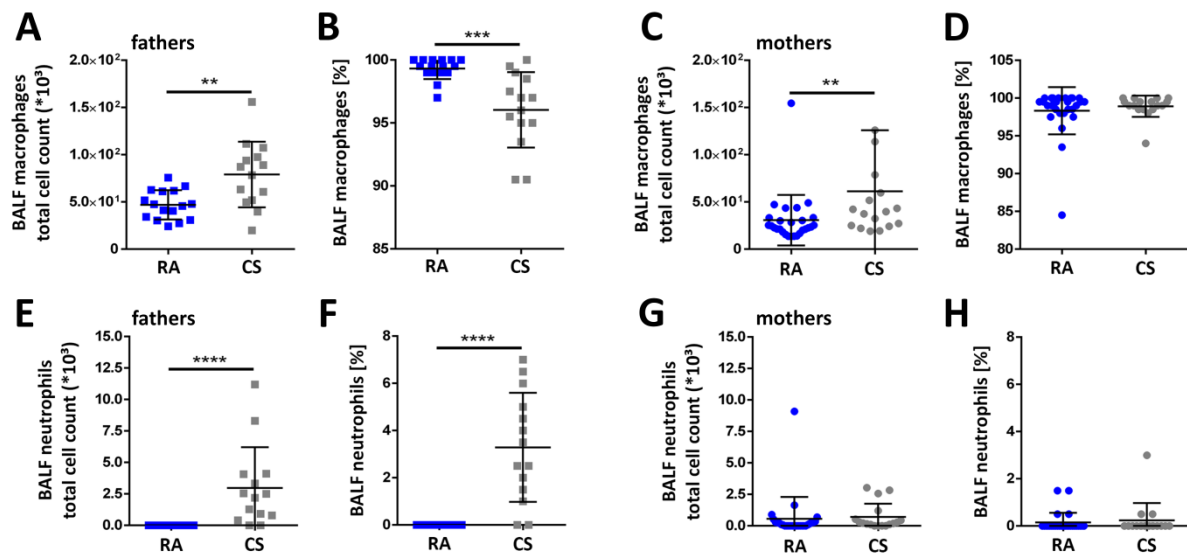 A fathers
BALF macrophages
total cell count (*10³)
2.0×10²
1.5×10²
1.0×10²
5.0×10¹
0
**
RA CS
B
BALF macrophages [%]
100
95
90
85
***
RA CS
C mothers
BALF macrophages
total cell count (*10³)
2.0×10²
1.5×10²
1.0×10²
5.0×10¹
0
**
RA CS
D
BALF macrophages [%]
105
100
95
90
85
80
RA CS
E fathers
BALF neutrophils
total cell count (*10³)
15.0
12.5
10.0
7.5
5.0
2.5
0.0
****
RA CS
F
BALF neutrophils [%]
8
6
4
2
0
****
RA CS
G mothers
BALF neutrophils
total cell count (*10³)
15.0
12.5
10.0
7.5
5.0
2.5
0.0
RA CS
H
BALF neutrophils [%]
8
6
4
2
0
RA CS